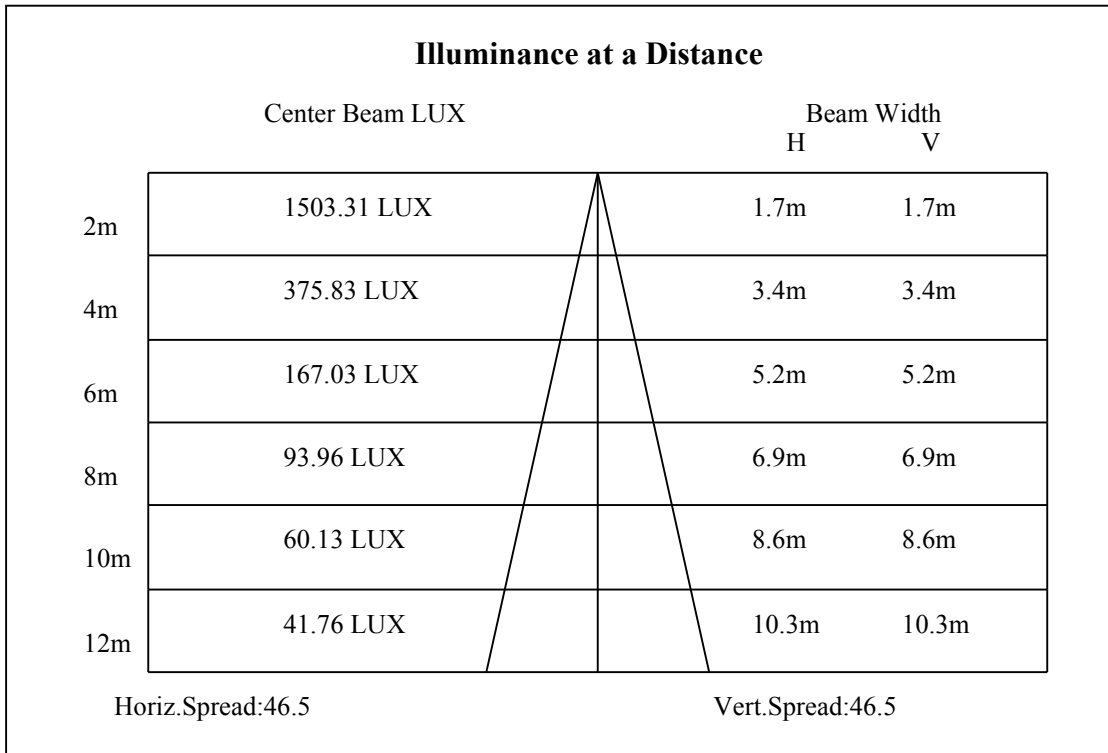 Illuminance at a Distance
Center Beam LUX Beam Width
H V
2m 1503.31 LUX 1.7m 1.7m
4m 375.83 LUX 3.4m 3.4m
6m 167.03 LUX 5.2m 5.2m
8m 93.96 LUX 6.9m 6.9m
10m 60.13 LUX 8.6m 8.6m
12m 41.76 LUX 10.3m 10.3m
Horiz.Spread:46.5 Vert.Spread:46.5